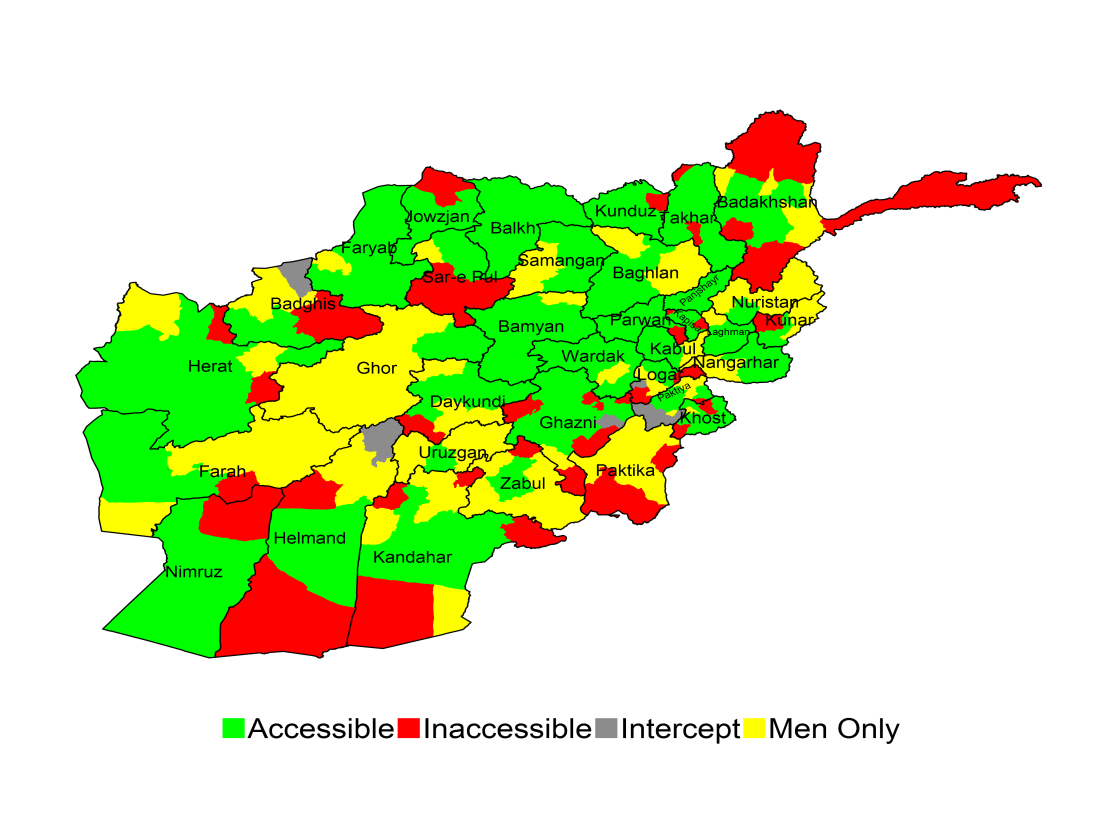 Badakhshan
Kunduz
Takhar
Jowzjan
Balkh
Faryab
Samangan
Baghlan
Sar-e Pul
Panjshayr
Badghis
Nuristan
Bamyan
Parwan
Kapisa
Kunar
Laghman
Kabul
Wardak
Nangarhar
Herat
Ghor
Logar
Paktiya
Daykundi
Ghazni
Khost
Uruzgan
Farah
Zabul
Paktika
Helmand
Kandahar
Nimruz
Accessible Inaccessible Intercept Men Only